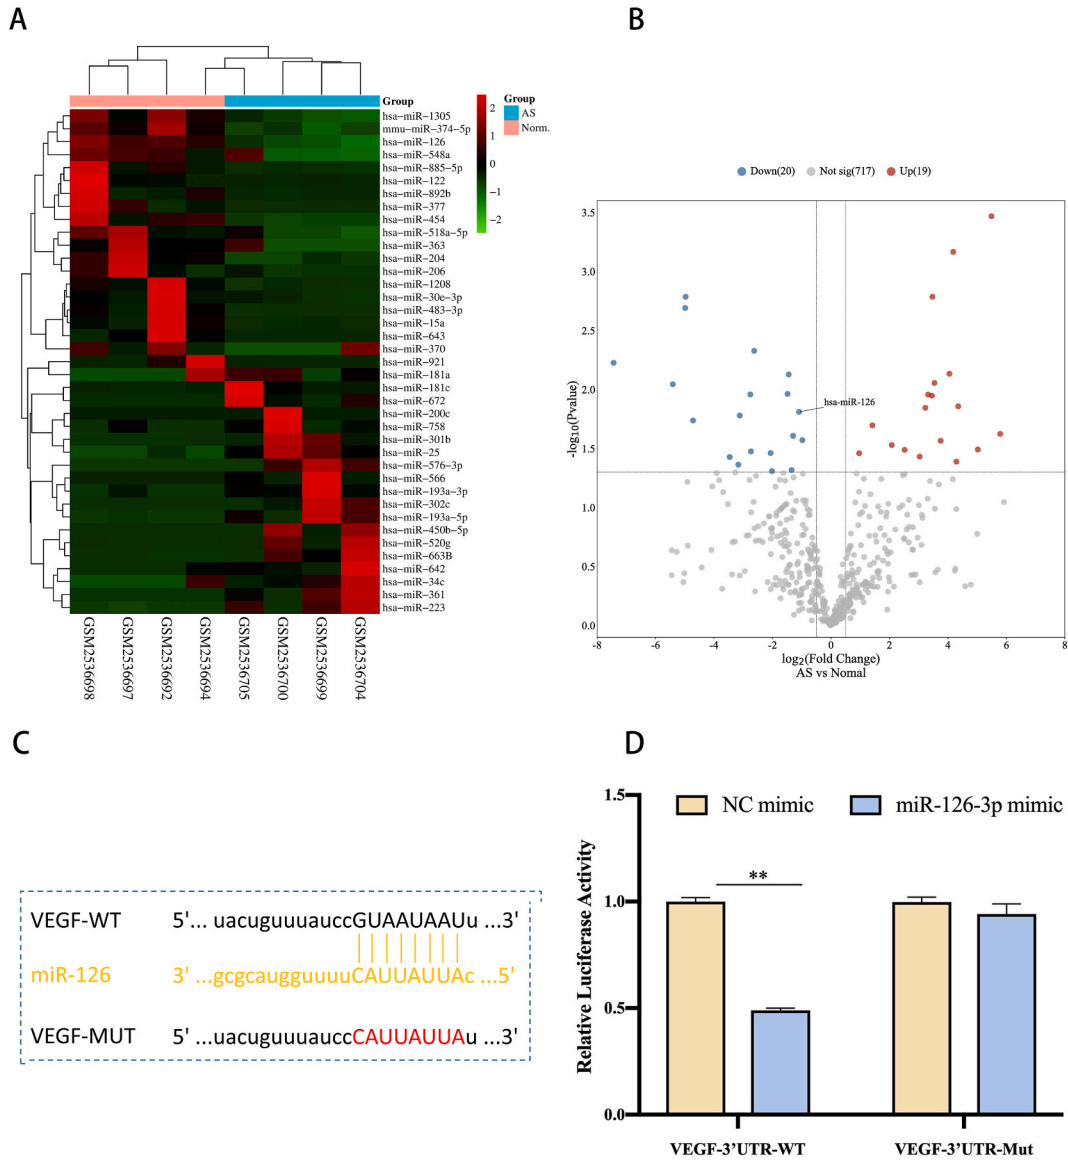 A
Group
hsa-miR-1305
mmu-miR-374-5p
hsa-miR-126
hsa-miR-548a
hsa-miR-885-5p
hsa-miR-122
hsa-miR-892b
hsa-miR-377
hsa-miR-454
hsa-miR-518a-5p
hsa-miR-363
hsa-miR-204
hsa-miR-206
hsa-miR-1208
hsa-miR-30e-3p
hsa-miR-483-3p
hsa-miR-15a
hsa-miR-643
hsa-miR-370
hsa-miR-921
hsa-miR-181a
hsa-miR-181c
hsa-miR-672
hsa-miR-200c
hsa-miR-758
hsa-miR-301b
hsa-miR-25
hsa-miR-576-3p
hsa-miR-566
hsa-miR-193a-3p
hsa-miR-302c
hsa-miR-193a-5p
hsa-miR-450b-5p
hsa-miR-520g
hsa-miR-663B
hsa-miR-642
hsa-miR-34c
hsa-miR-361
hsa-miR-223
GSM2536698
GSM2536697
GSM2536692
GSM2536694
GSM2536705
GSM2536700
GSM2536699
GSM2536704
2
1
0
−1
−2
Group
AS
Norm.
B
Down(20) Not sig(717) Up(19)
-log10(Pvalue)
3.5
3.0
2.5
2.0
1.5
1.0
0.5
0.0
hsa-miR-126
-8 -6 -4 -2 0 2 4 6 8
log2(Fold Change)
AS vs Nomal
C
VEGF-WT 5'... uacuguuuauccGUAAUAAUu ...3'
miR-126 3' ...gcgcaugguuuuCAUUAUUAc ...5'
VEGF-MUT 5' ...uacuguuuauccCAUUAUUAu ...3'
D
NC mimic miR-126-3p mimic
Relative Luciferase Activity
1.5
1.0
0.5
0.0
**
VEGF-3'UTR-WT VEGF-3'UTR-Mut